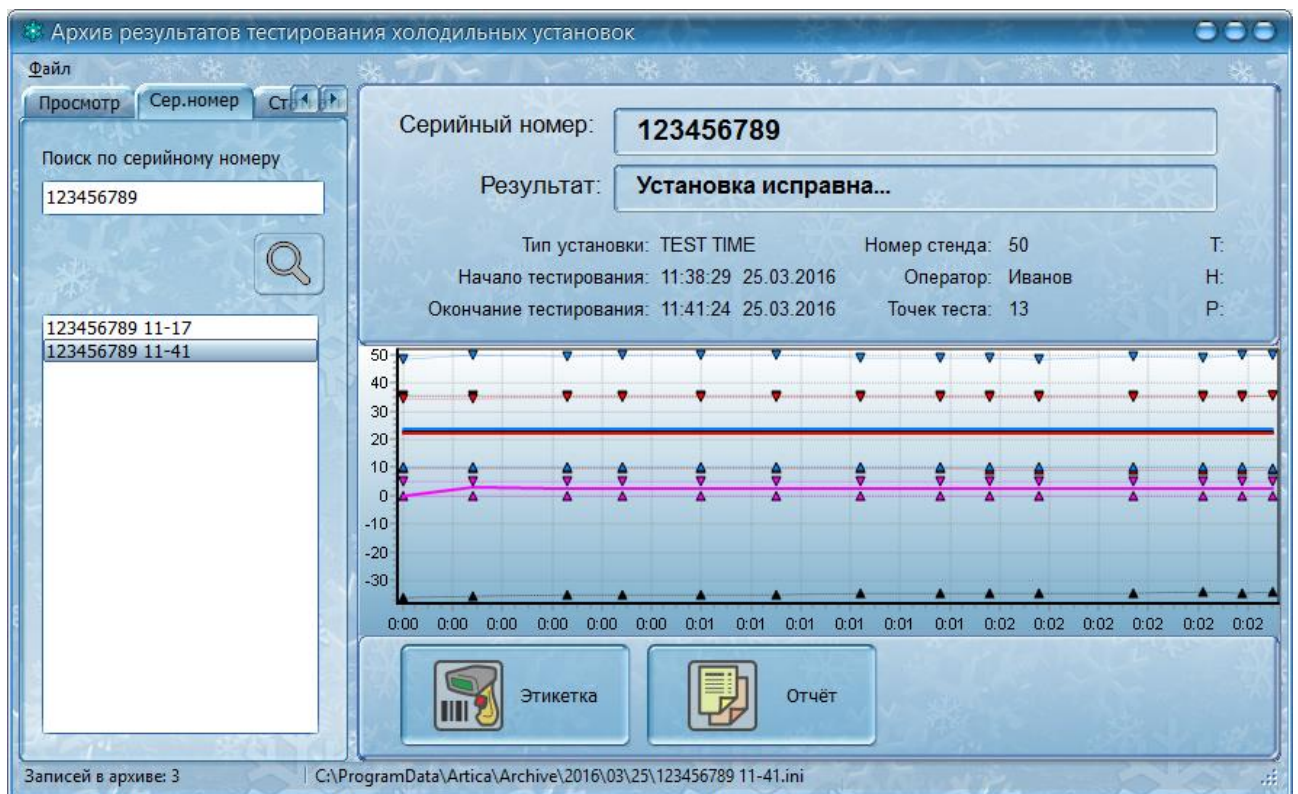 Архив результатов тестирования холодильных установок
Файл
Просмотр Сер.номер
Поиск по серийному номеру
123456789
123456789 11-17
123456789 11-41
Серийный номер: 123456789
Результат: Установка исправна...
Тип установки: TEST TIME Номер стенда: 50 T:
Начало тестирования: 11:38:29 25.03.2016 Оператор: Иванов H:
Окончание тестирования: 11:41:24 25.03.2016 Точек теста: 13 P:
50
40
30
20
10
0
-10
-20
-30
0:00 0:00 0:00 0:00 0:00 0:00 0:01 0:01 0:01 0:01 0:01 0:01 0:02 0:02 0:02 0:02 0:02 0:02
Этикетка Отчёт
Записей в архиве: 3 C:\ProgramData\Artica\Archive\2016\03\25\123456789 11-41.ini